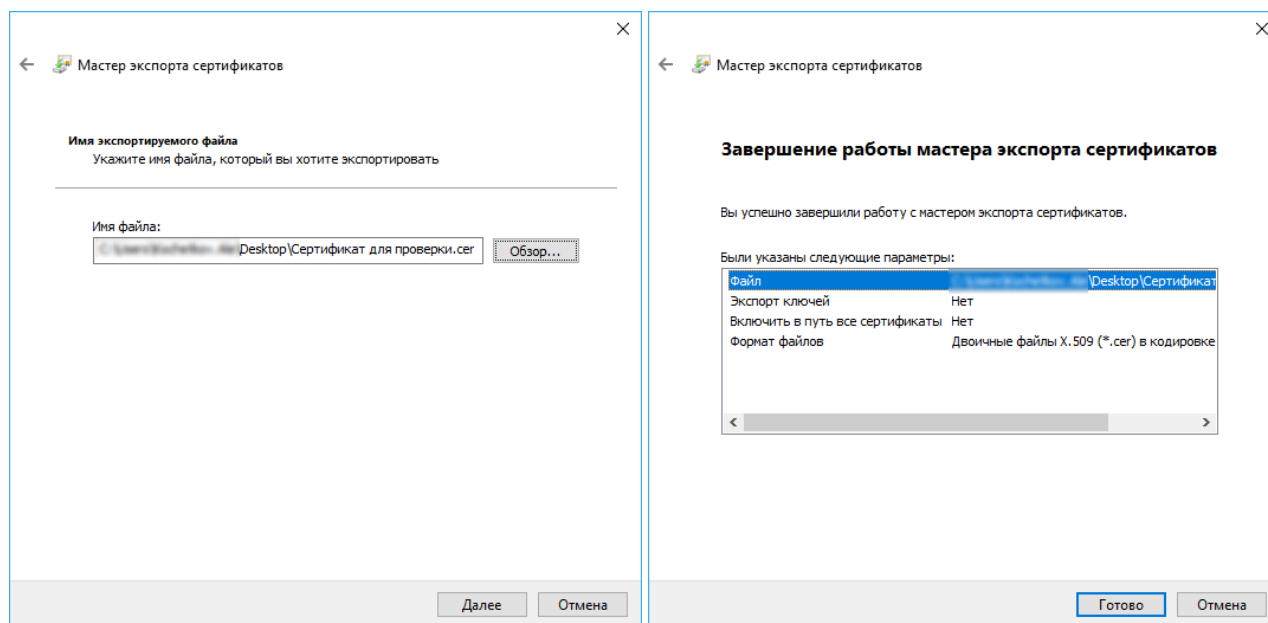 Мастер экспорта сертификатов
Имя экспортируемого файла
Укажите имя файла, который вы хотите экспортировать
Имя файла:
\Desktop\Сертификат для проверки.cer
Обзор...
Далее
Отмена
Мастер экспорта сертификатов
Завершение работы мастера экспорта сертификатов
Вы успешно завершили работу с мастером экспорта сертификатов.
Были указаны следующие параметры:
Файл \Desktop\Сертификат
Экспорт ключей Нет
Включить в путь все сертификаты Нет
Формат файлов Двоичные файлы X.509 (*.cer) в кодировке
Готово
Отмена